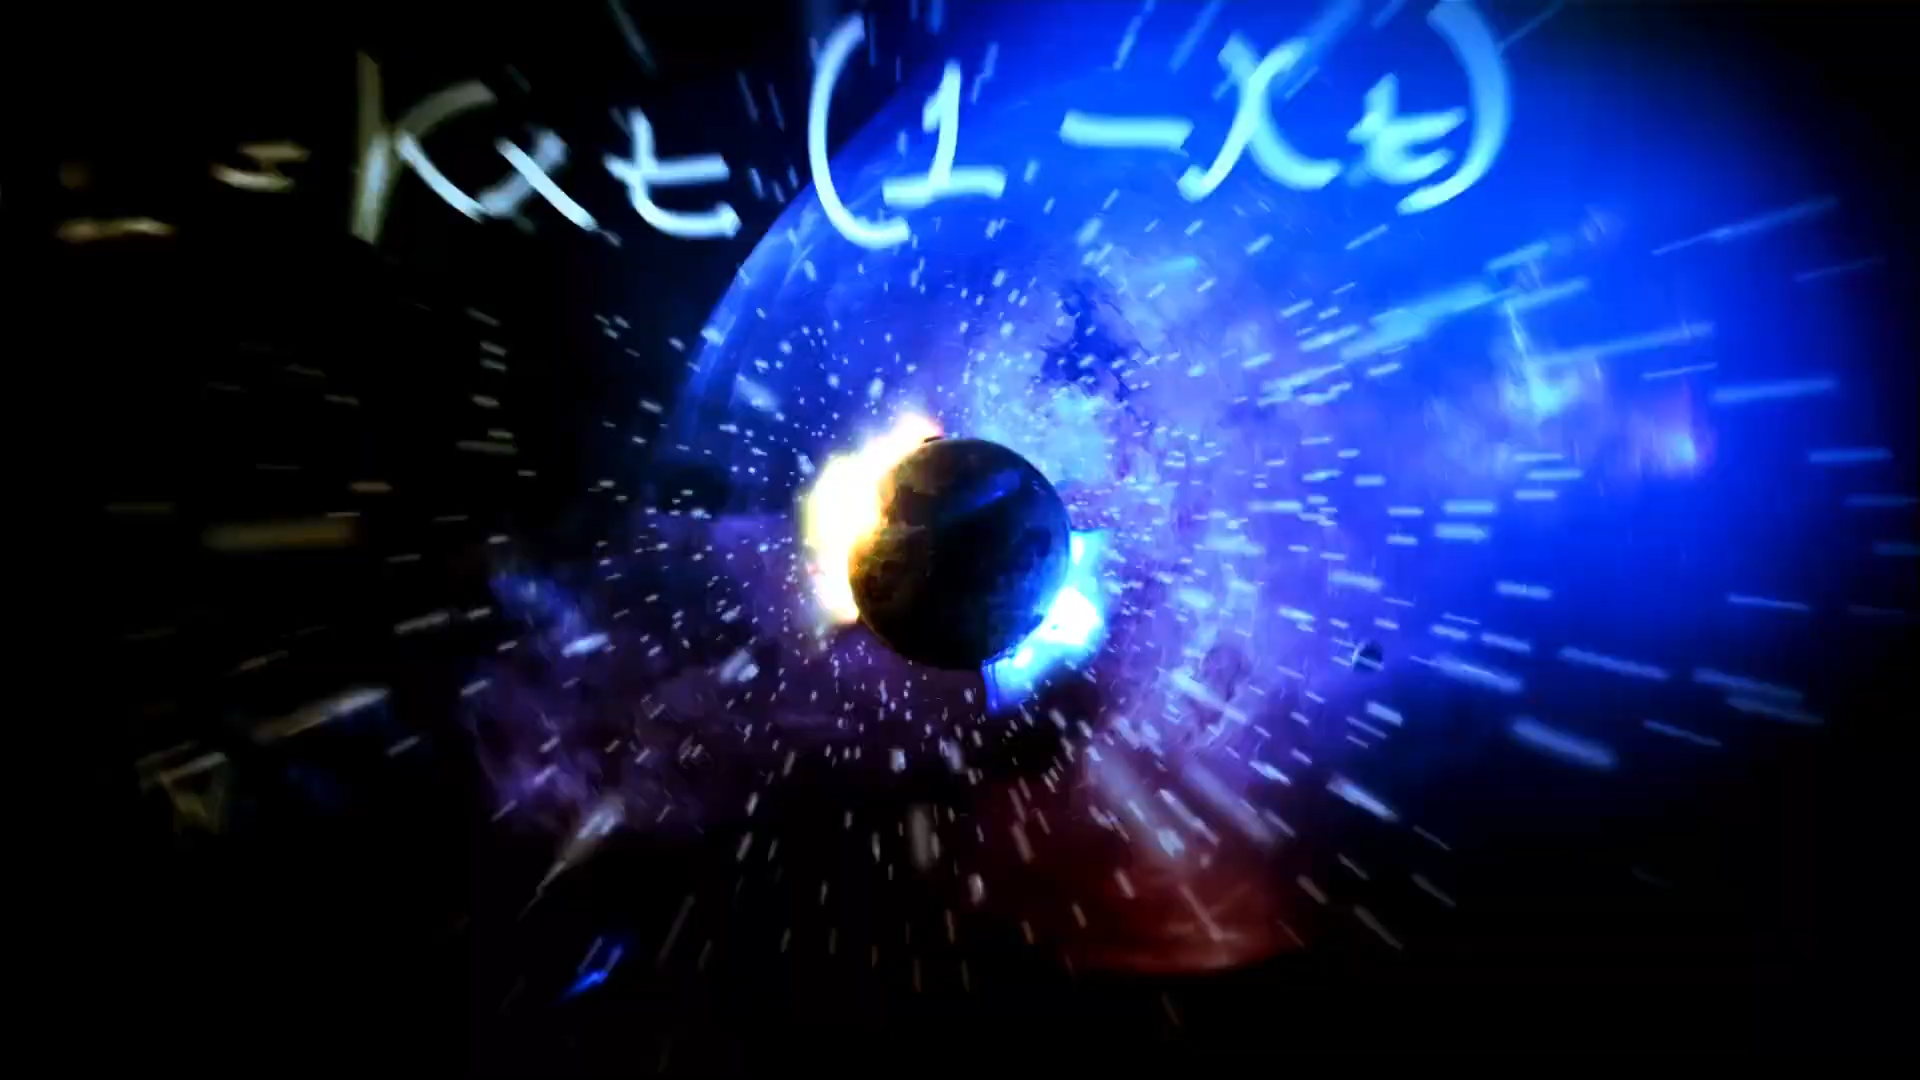 = Kxt (1 - xt)